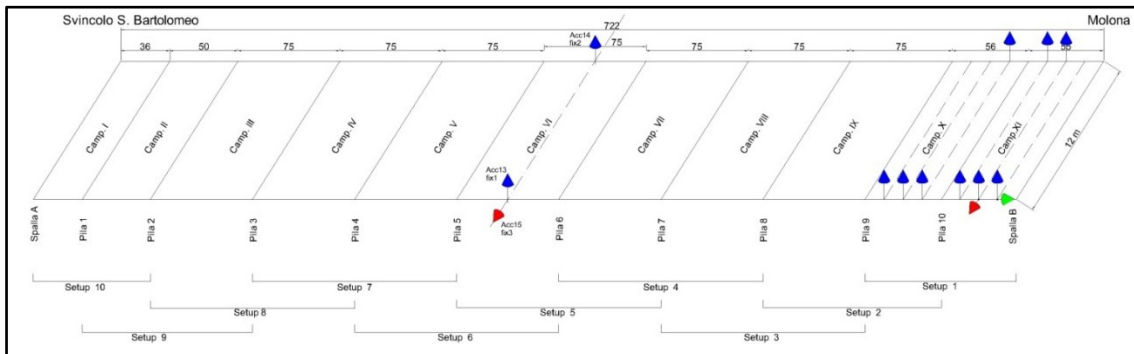 Svincolo S. Bartolomeo
Molona
722
36
50
75
75
75
75
75
75
75
56
Acc14
fix2
Camp. I
Camp. II
Camp. III
Camp. IV
Camp. V
Camp. VI
Camp. VII
Camp. VIII
Camp. IX
Camp. X
Camp. XI
12 m
Acc13
fix1
Acc15
fix3
Spalla A
Pila 1
Pila 2
Pila 3
Pila 4
Pila 5
Pila 6
Pila 7
Pila 8
Pila 9
Pila 10
Spalla B
Setup 10
Setup 7
Setup 4
Setup 1
Setup 8
Setup 5
Setup 2
Setup 9
Setup 6
Setup 3